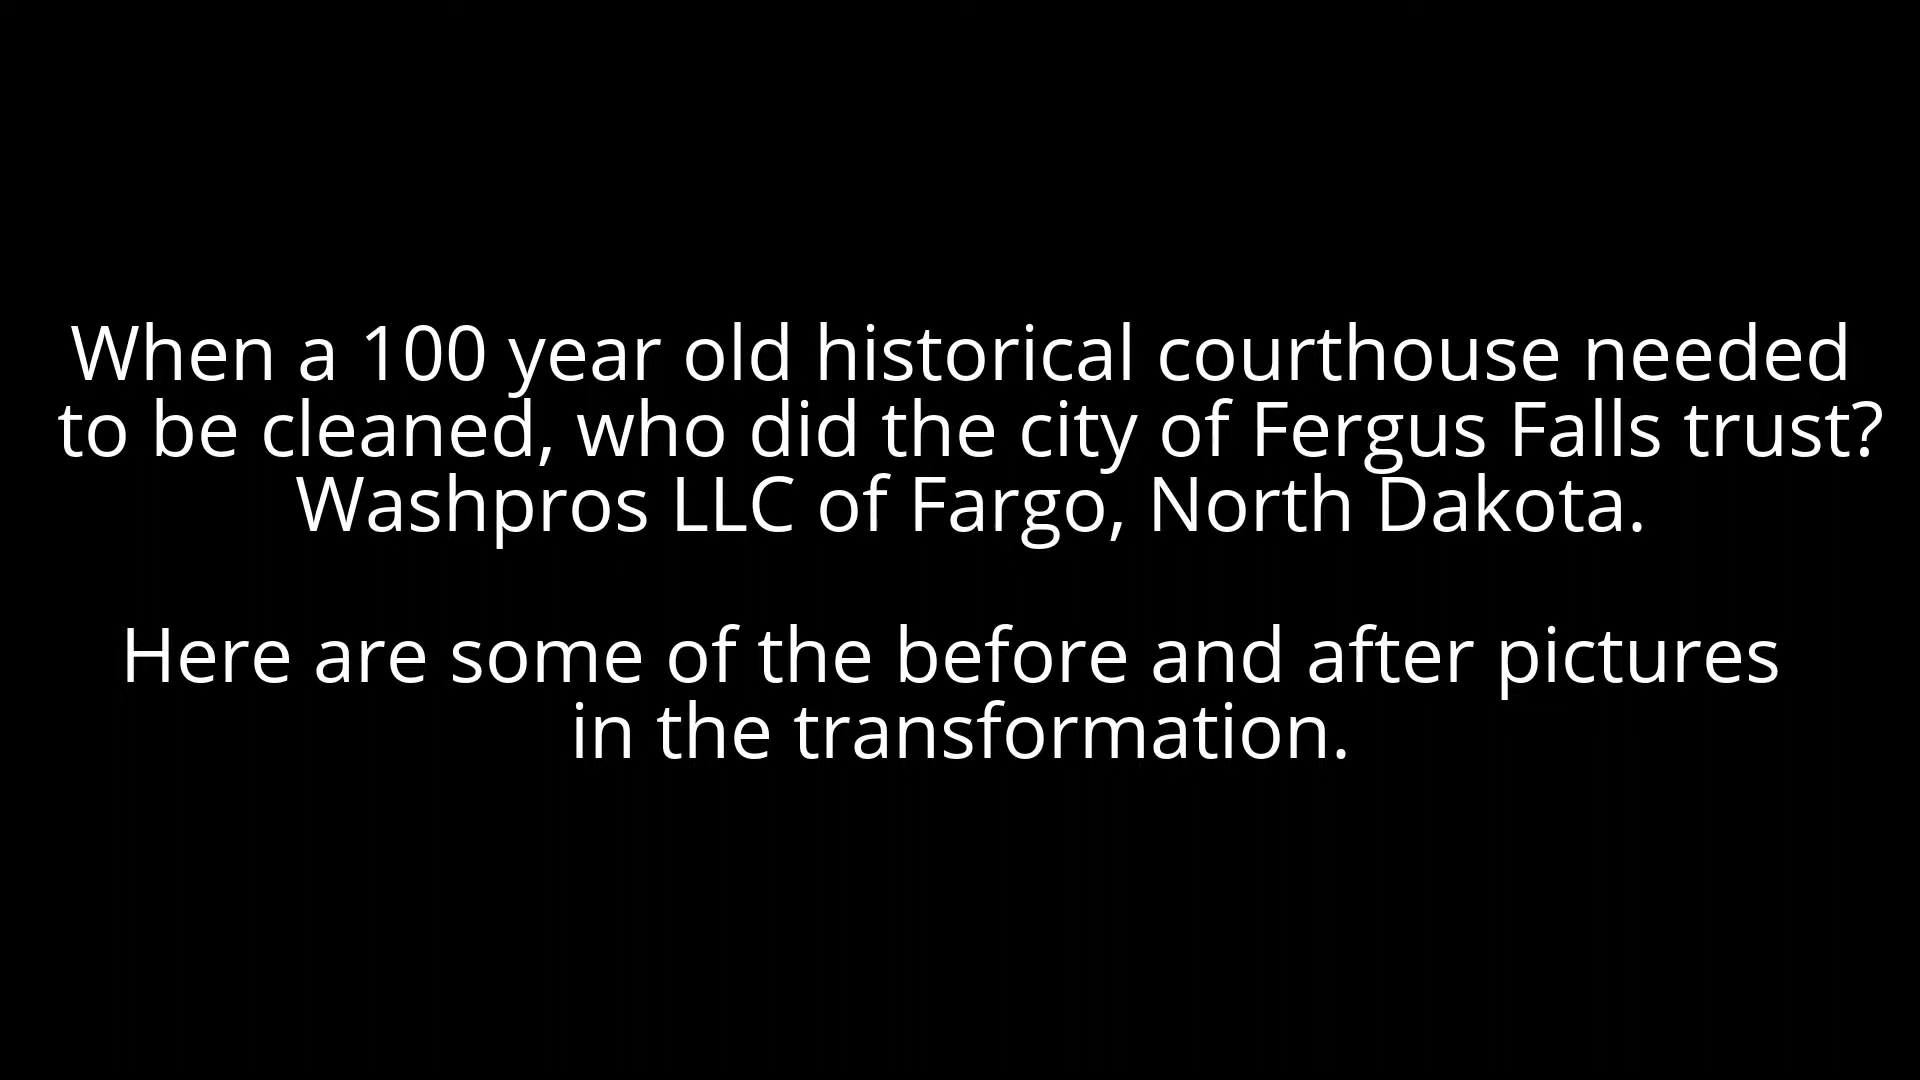 When a 100 year old historical courthouse needed
to be cleaned, who did the city of Fergus Falls trust?
Washpros LLC of Fargo, North Dakota.
Here are some of the before and after pictures
in the transformation.